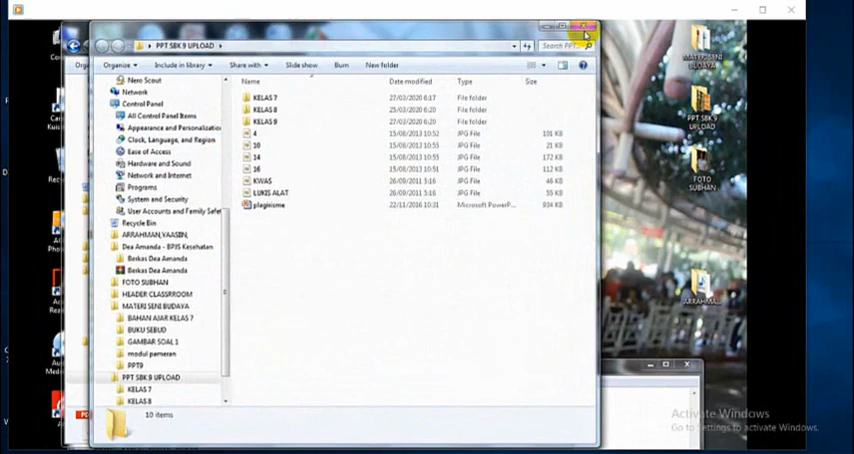 PPT SBK 9 UPLOAD
Search PPT...
Organize
Include in library
Share with
Slide show
Burn
New folder
Name
Date modified
Type
Size
Nero Scout
Network
Control Panel
All Control Panel Items
Appearance and Personalization
Clock, Language, and Region
Ease of Access
Hardware and Sound
Network and Internet
Programs
System and Security
User Accounts and Family Safe
Recycle Bin
ARRAHMAN,YAASIIN,
Dea Amanda - BPJS Kesehatan
Berkas Dea Amanda
Berkas Dea Amanda
FOTO SUBHAN
HEADER CLASSROOM
MATERI SENI BUDAYA
BAHAN AJAR KELAS 7
BUKU SEBUD
GAMBAR SOAL 1
modul pameran
PPT9
PPT SBK 9 UPLOAD
KELAS 7
KELAS 8
KELAS 7 27/03/2020 6:17 File folder
KELAS 8 27/03/2020 6:20 File folder
KELAS 9 27/03/2020 6:20 File folder
4 15/08/2013 10:52 JPG File 101 KB
10 15/08/2013 10:55 JPG File 21 KB
14 15/08/2013 10:55 JPG File 172 KB
16 15/08/2013 10:51 JPG File 112 KB
KWAS 26/09/2011 5:16 JPG File 46 KB
LUKIS ALAT 26/09/2011 5:16 JPG File 55 KB
plagirisme 22/11/2016 10:31 Microsoft PowerP... 934 KB
10 items
MATERI SENI
BUDAYA
PPT SBK 9
UPLOAD
FOTO
SUBHAN
ARRAHMA...
Activate Windows
Go to Settings to activate Windows.